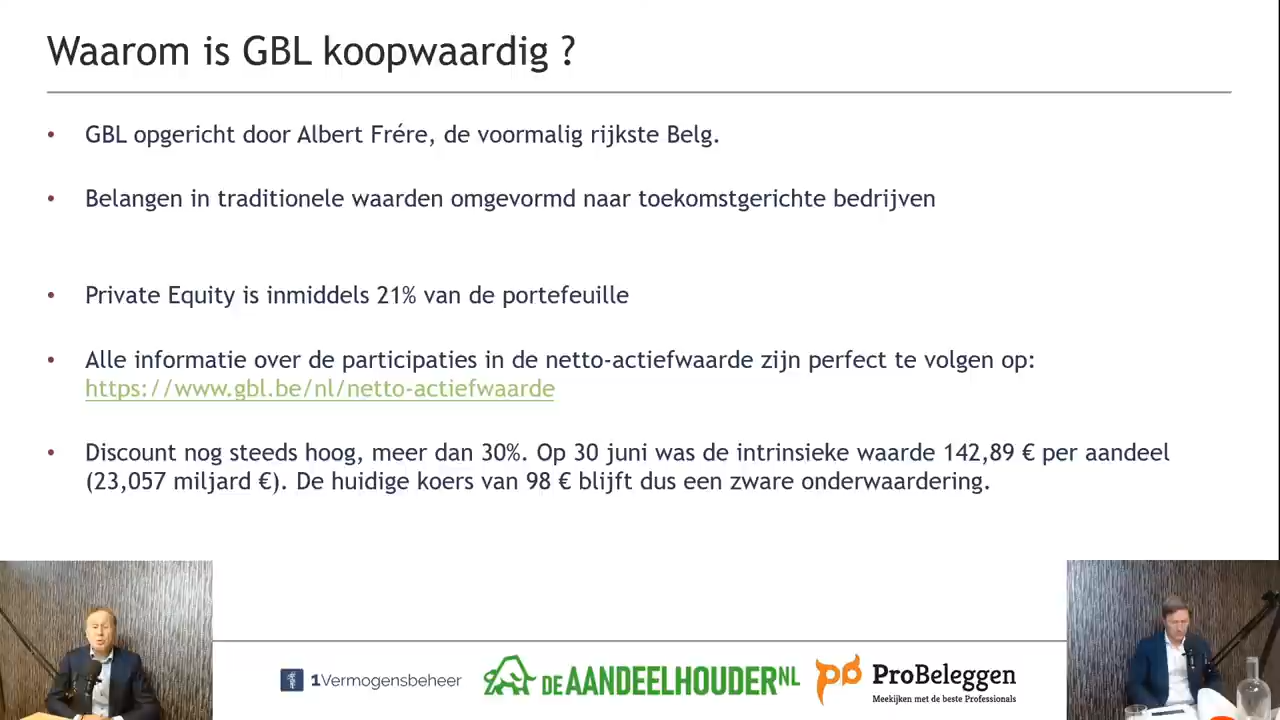 Waarom is GBL koopwaardig ?
• GBL opgericht door Albert Frére, de voormalig rijkste Belg.
• Belangen in traditionele waarden omgevormd naar toekomstgerichte bedrijven
• Private Equity is inmiddels 21% van de portefeuille
• Alle informatie over de participaties in de netto-actiefwaarde zijn perfect te volgen op:
https://www.gbl.be/nl/netto-actiefwaarde
• Discount nog steeds hoog, meer dan 30%. Op 30 juni was de intrinsieke waarde 142,89 € per aandeel
(23,057 miljard €). De huidige koers van 98 € blijft dus een zware onderwaardering.
1Vermogensbeheer
DE AANDEELHOUDER NL
ProBeleggen
Meekijken met de beste Professionals